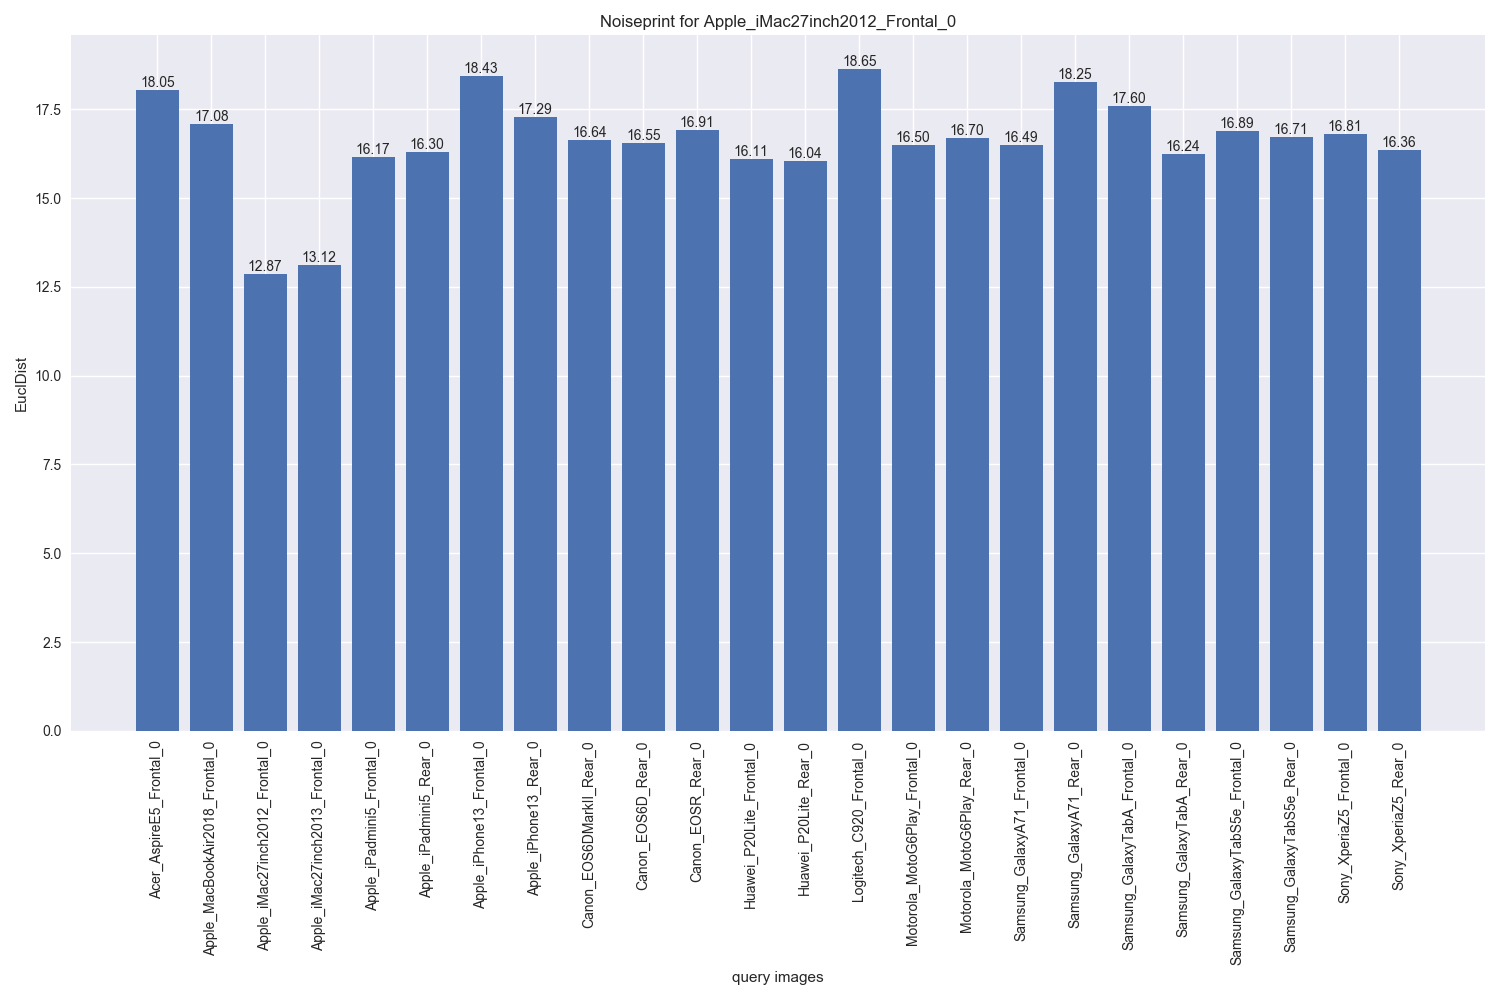 Noiseprint for Apple_iMac27inch2012_Frontal_0
EuclDist
17.5
15.0
12.5
10.0
7.5
5.0
2.5
0.0
18.05
17.08
12.87
13.12
16.17
16.30
18.43
17.29
16.64
16.55
16.91
16.11
16.04
18.65
16.50
16.70
16.49
18.25
17.60
16.24
16.89
16.71
16.81
16.36
Acer_AspireE5_Frontal_0
Apple_MacBookAir2018_Frontal_0
Apple_iMac27inch2012_Frontal_0
Apple_iMac27inch2013_Frontal_0
Apple_iPadmini5_Frontal_0
Apple_iPadmini5_Rear_0
Apple_iPhone13_Frontal_0
Apple_iPhone13_Rear_0
Canon_EOS6DMarkII_Rear_0
Canon_EOS6D_Rear_0
Canon_EOSR_Rear_0
Huawei_P20Lite_Frontal_0
Huawei_P20Lite_Rear_0
Logitech_C920_Frontal_0
Motorola_MotoG6Play_Frontal_0
Motorola_MotoG6Play_Rear_0
Samsung_GalaxyA71_Frontal_0
Samsung_GalaxyA71_Rear_0
Samsung_GalaxyTabA_Frontal_0
Samsung_GalaxyTabA_Rear_0
Samsung_GalaxyTabS5e_Frontal_0
Samsung_GalaxyTabS5e_Rear_0
Sony_XperiaZ5_Frontal_0
Sony_XperiaZ5_Rear_0
query images